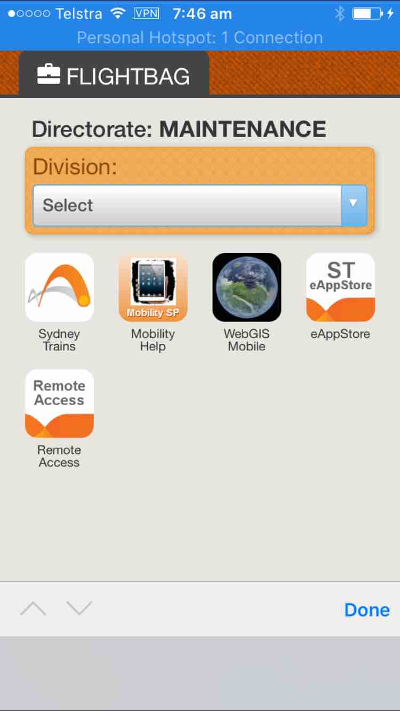 Telstra VPN 7:46 am
Personal Hotspot: 1 Connection
FLIGHTBAG
Directorate: MAINTENANCE
Division:
Select
Mobility SP
ST
eAppStore
Sydney
Trains
Mobility
Help
WebGIS
Mobile
eAppStore
Remote
Access
Remote
Access
Done